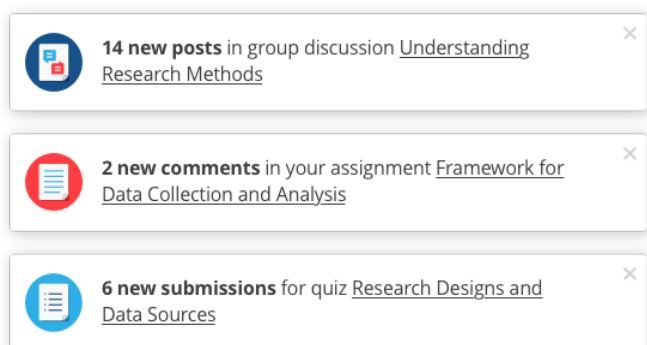 14 new posts in group discussion Understanding
Research Methods
2 new comments in your assignment Framework for
Data Collection and Analysis
6 new submissions for quiz Research Designs and
Data Sources